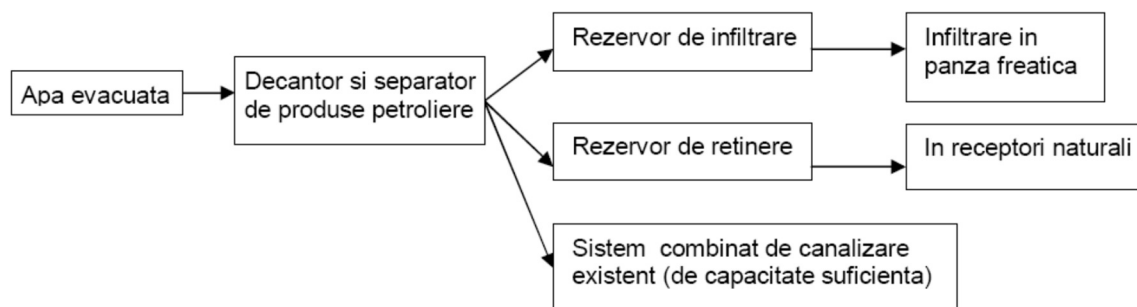 Apa evacuata
Decantor si separator
de produse petroliere
Rezervor de infiltrare
Infiltrare in
panza freatica
Rezervor de retinere
In receptori naturali
Sistem combinat de canalizare
existent (de capacitate suficienta)